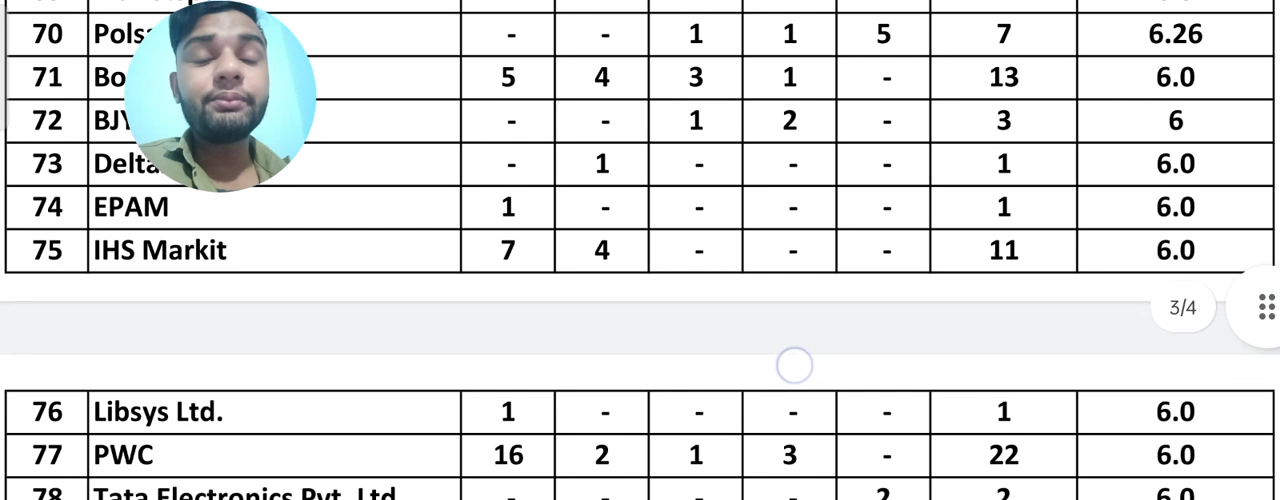 70 - - 1 1 5 7 6.26
71 5 4 3 1 - 13 6.0
72 - - 1 2 - 3 6
73 Delta - 1 - - - 1 6.0
74 EPAM 1 - - - - 1 6.0
75 IHS Markit 7 4 - - - 11 6.0
3/4
76 Libsys Ltd. 1 - - - - 1 6.0
77 PWC 16 2 1 3 - 22 6.0
78 Tata Electronics Pvt. Ltd - - - - 2 2 6.0